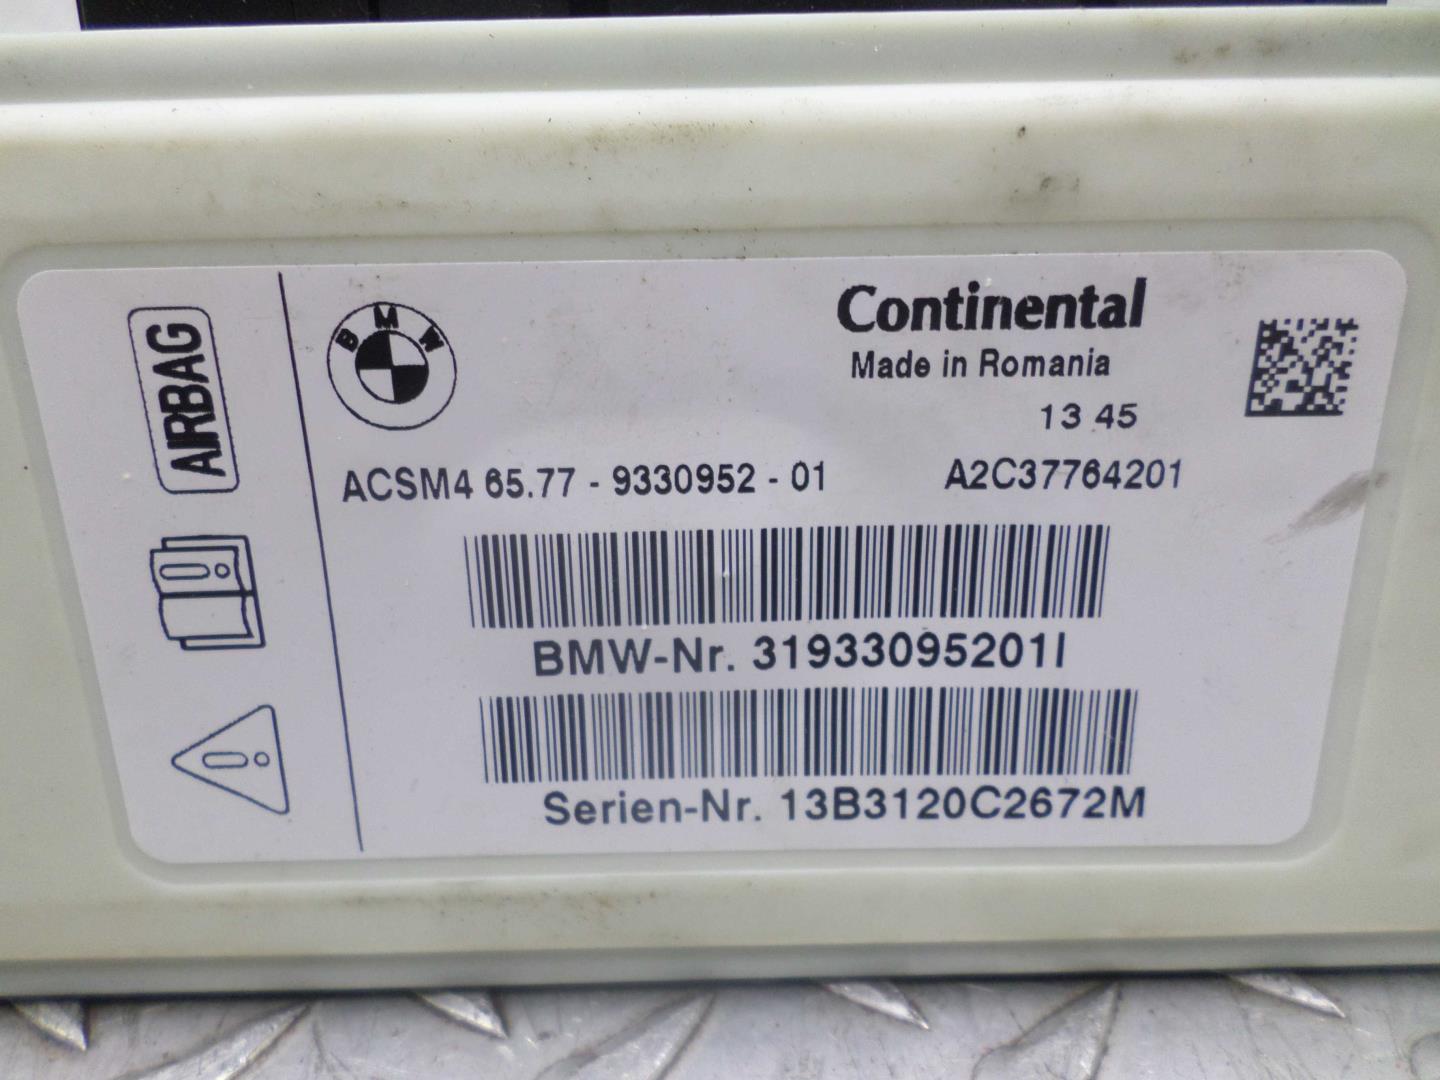 AIRBAG
BMW
Continental
Made in Romania
13 45
ACSM4 65.77 - 9330952 - 01 A2C37764201
BMW-Nr. 31933095201I
Serien-Nr. 13B3120C2672M